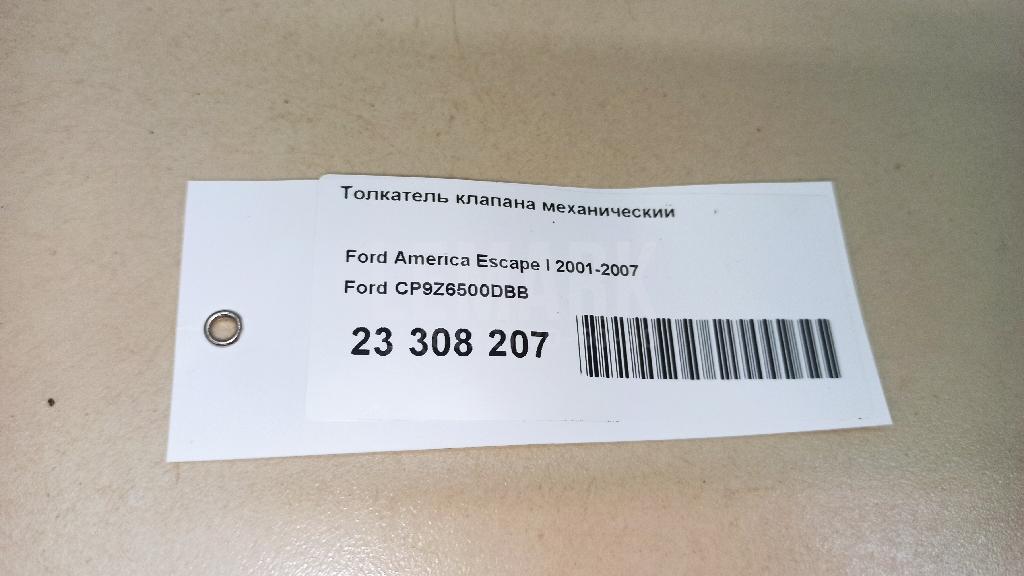 Толкатель клапана механический
Ford America Escape I 2001-2007
Ford CP9Z6500DBB
23 308 207